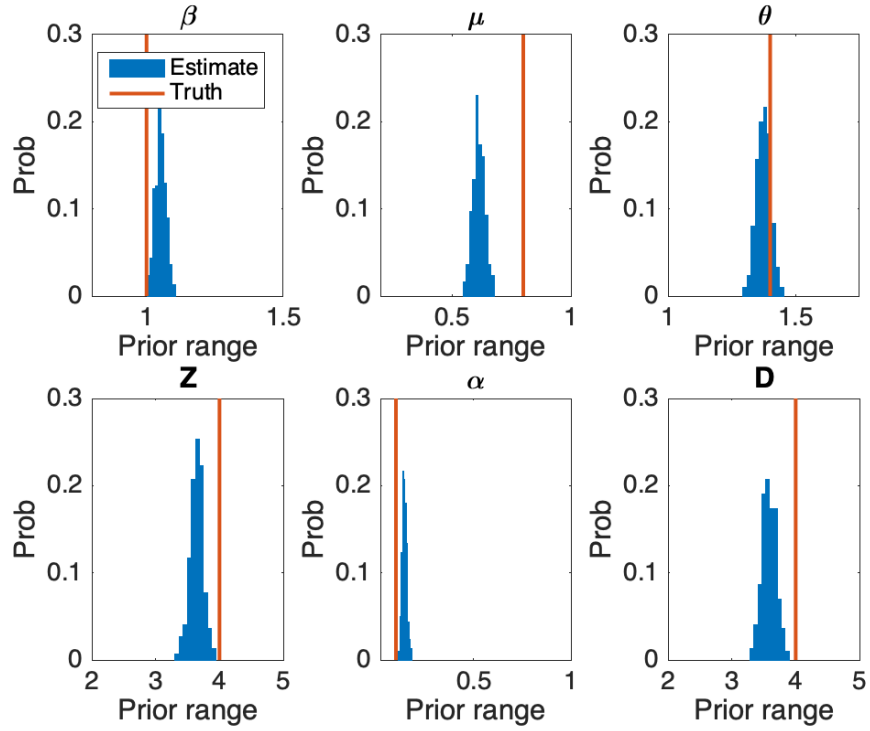 β
0.3
0.2
0.1
0
Prob
Estimate
Truth
1
1.5
Prior range
μ
0.3
0.2
0.1
0
Prob
0.5
1
Prior range
θ
0.3
0.2
0.1
0
Prob
1
1.5
Prior range
Z
0.3
0.2
0.1
0
Prob
2
3
4
5
Prior range
α
0.3
0.2
0.1
0
Prob
0.5
1
Prior range
D
0.3
0.2
0.1
0
Prob
2
3
4
5
Prior range